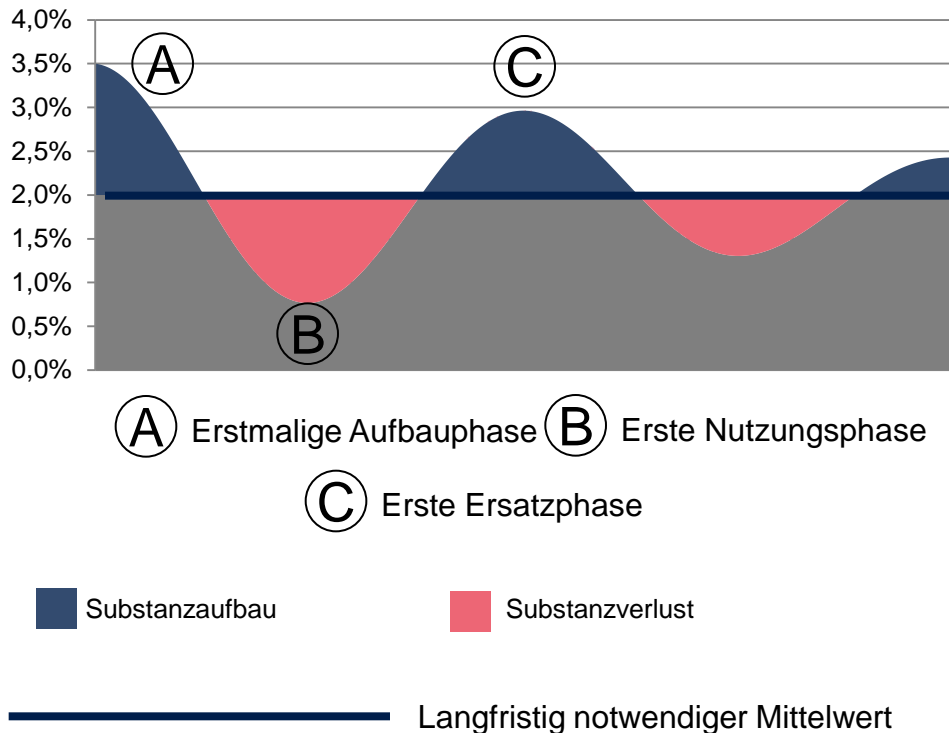 4,0%
3,5%
3,0%
2,5%
2,0%
1,5%
1,0%
0,5%
0,0%
A
C
B
A Erstmalige Aufbauphase B Erste Nutzungsphase
C Erste Ersatzphase
Substanzaufbau Substanzverlust
Langfristig notwendiger Mittelwert